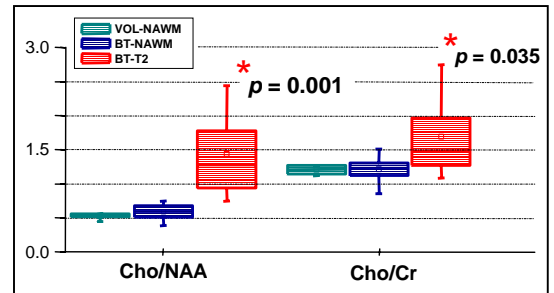 VOL-NAWM
BT-NAWM
BT-T2
3.0
1.5
0.0
* p = 0.001
* p = 0.035
Cho/NAA
Cho/Cr